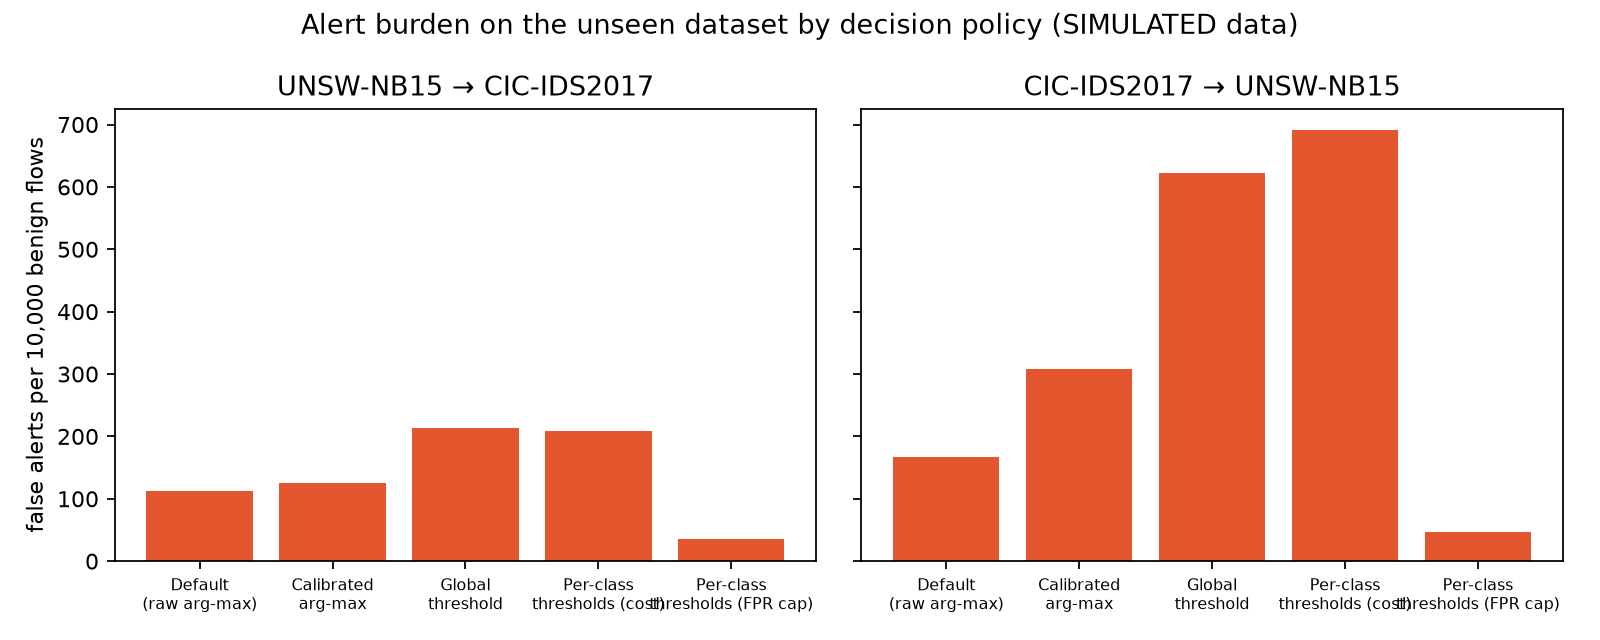 Alert burden on the unseen dataset by decision policy (SIMULATED data)
UNSW-NB15 → CIC-IDS2017
false alerts per 10,000 benign flows
700
600
500
400
300
200
100
0
Default
(raw arg-max)
Calibrated
arg-max
Global
threshold
Per-class
thresholds (cost)
Per-class
thresholds (FPR cap)
CIC-IDS2017 → UNSW-NB15
Default
(raw arg-max)
Calibrated
arg-max
Global
threshold
Per-class
thresholds (cost)
Per-class
thresholds (FPR cap)